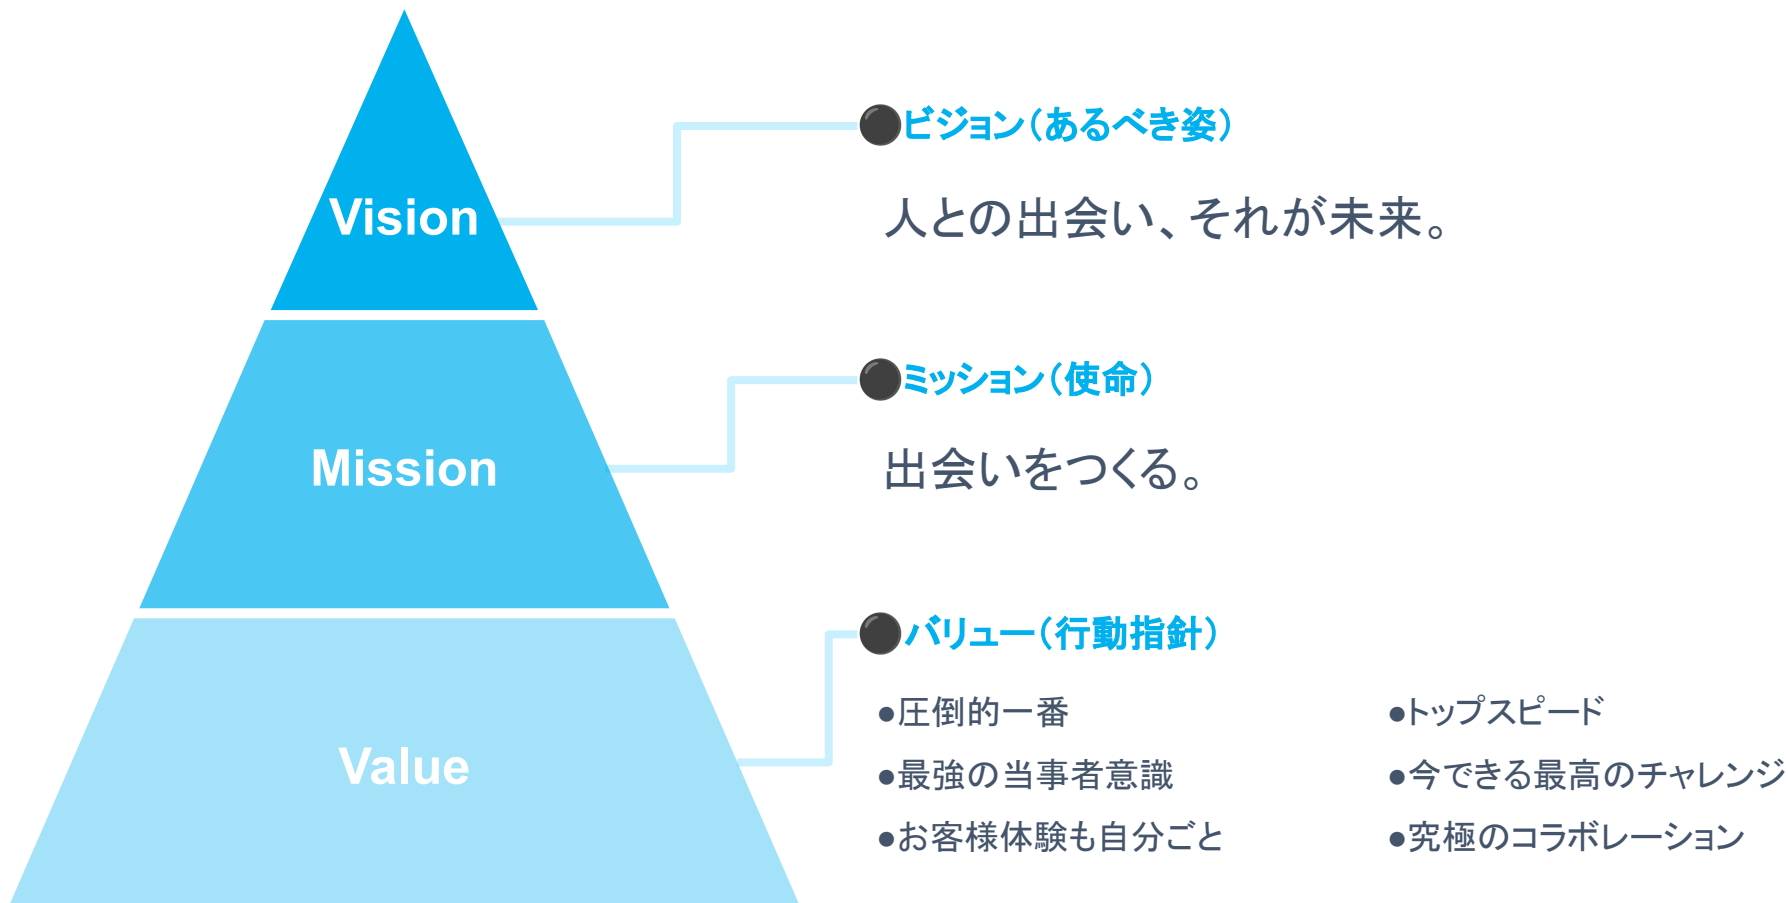 Vision
⚫ビジョン（あるべき姿）
人との出会い、それが未来。
Mission
⚫ミッション（使命）
出会いをつくる。
Value
⚫バリュー（行動指針）
●圧倒的一番
●トップスピード
●最強の当事者意識
●今できる最高のチャレンジ
●お客様体験も自分ごと
●究極のコラボレーション